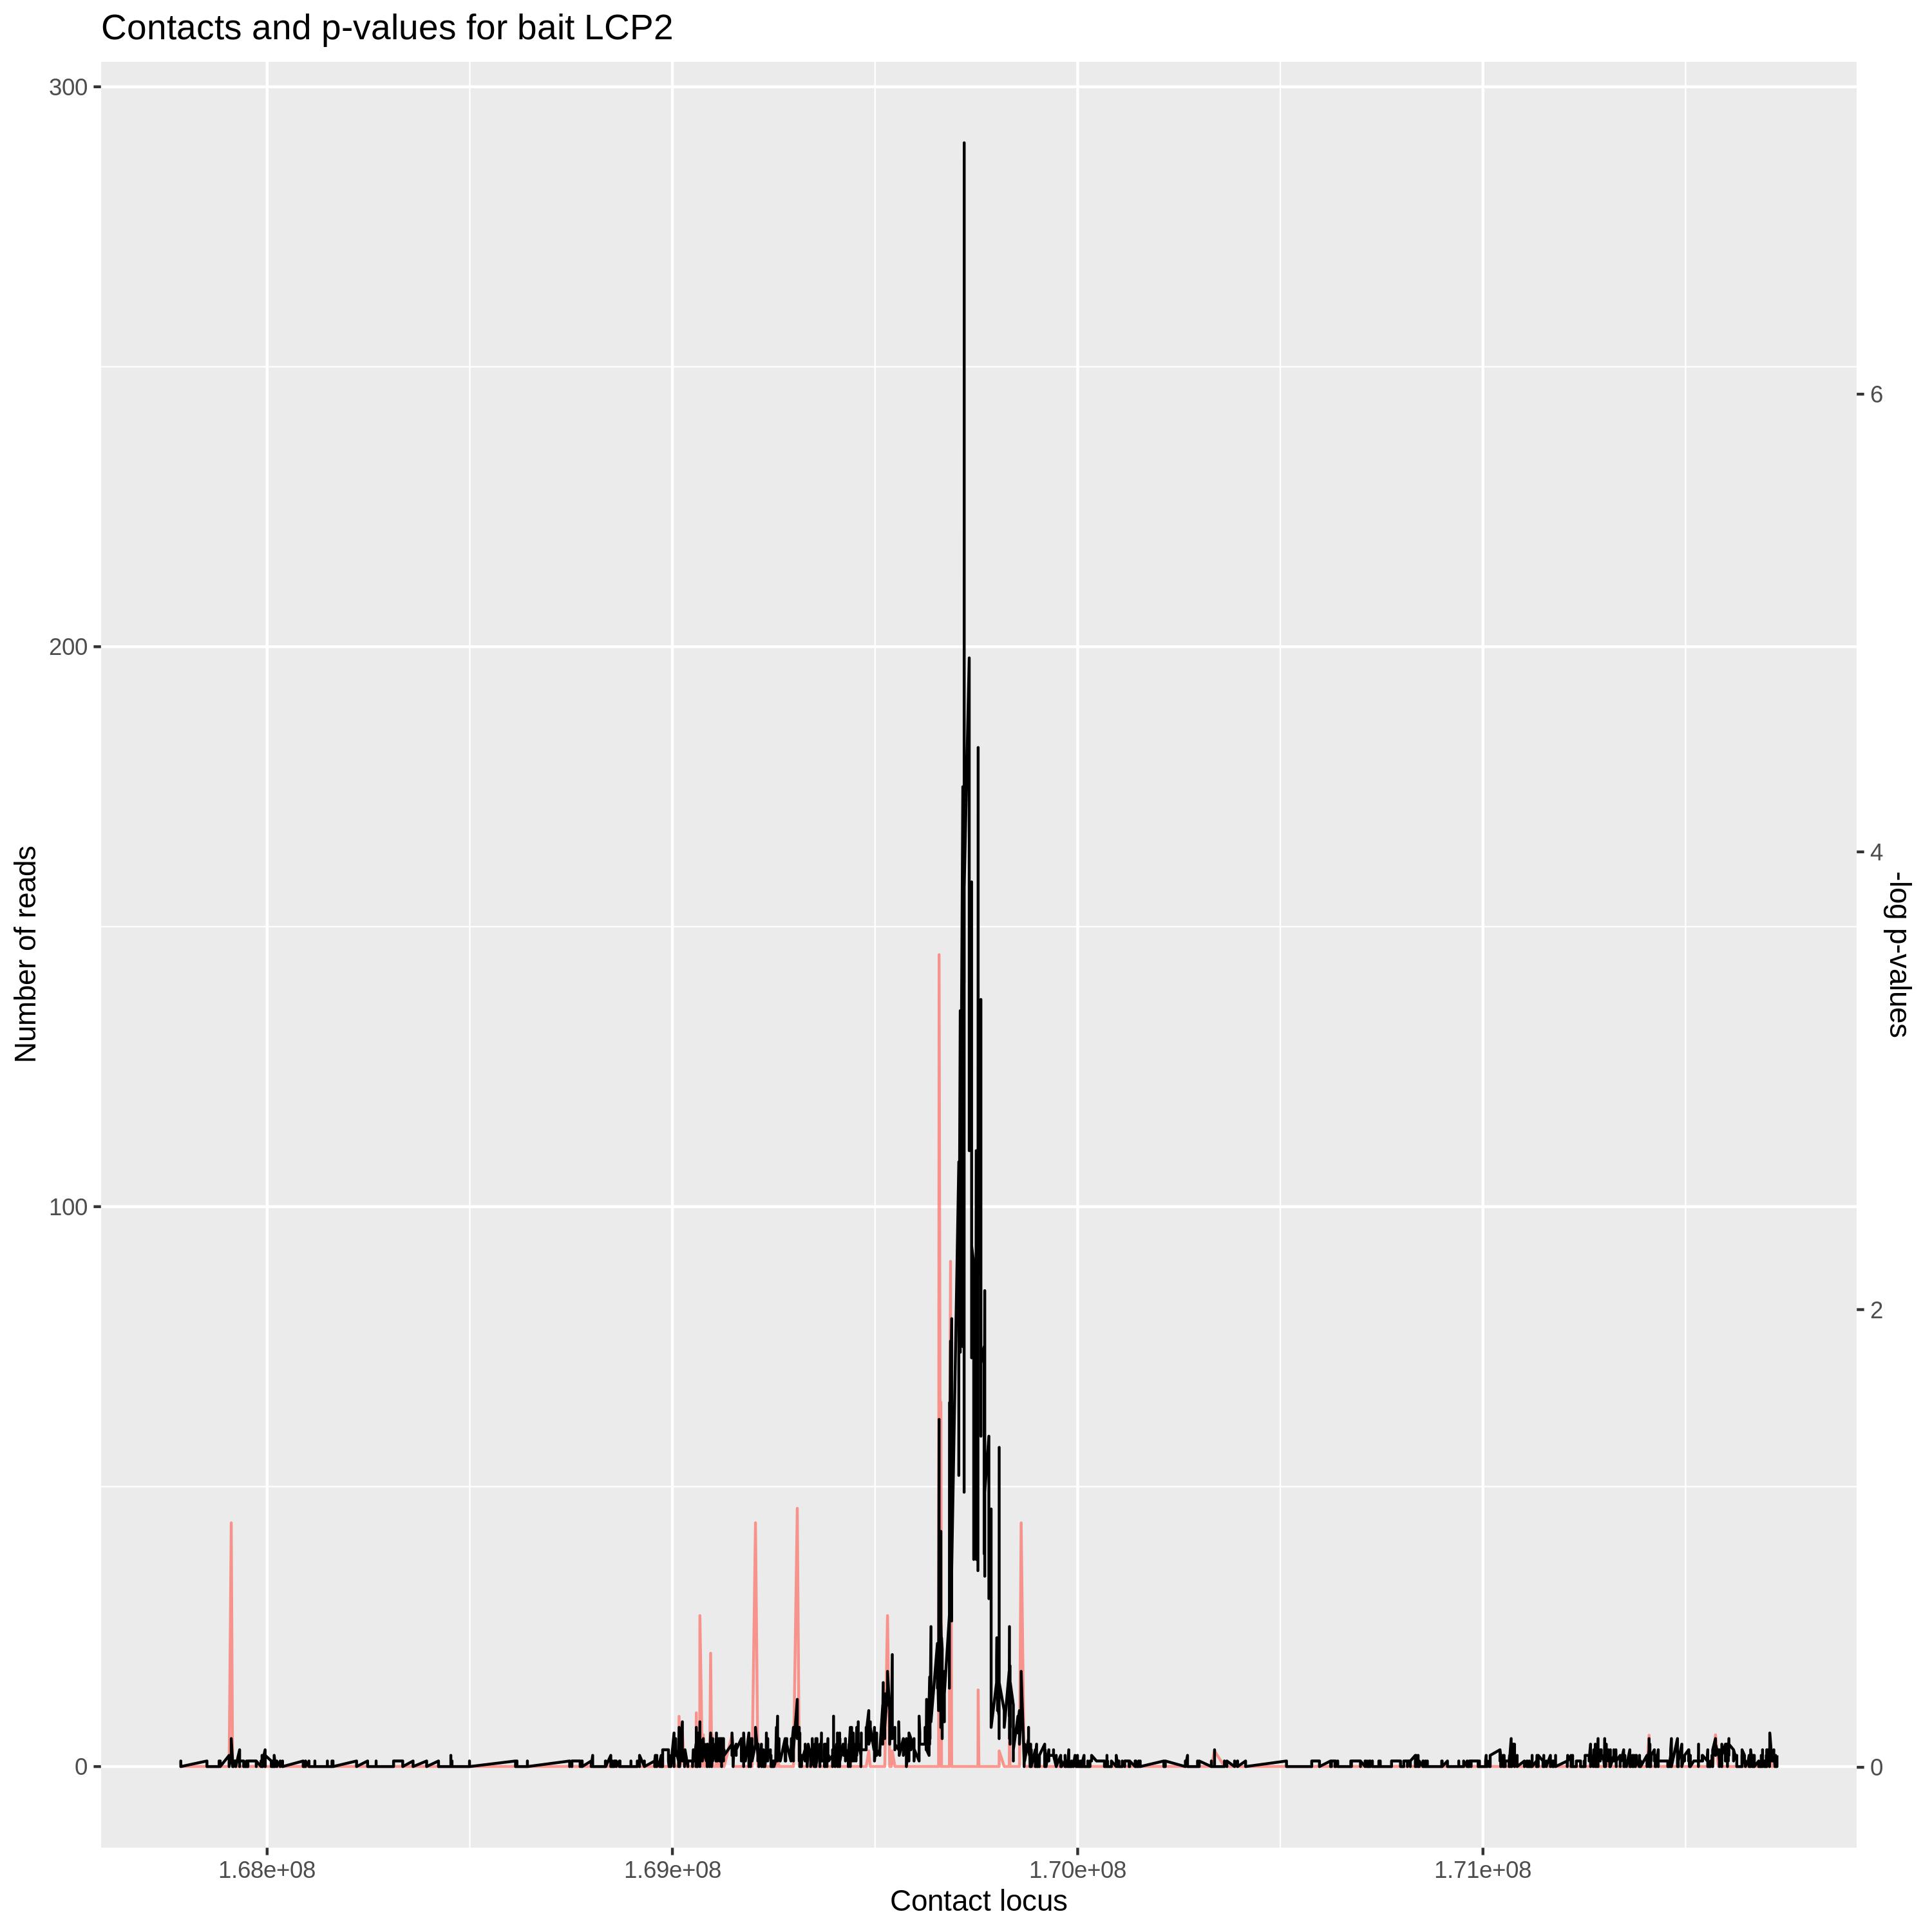 Contacts and p-values for bait LCP2
300
200
100
0
Number of reads
6
4
2
0
-log p-values
1.68e+08
1.69e+08
1.70e+08
1.71e+08
Contact locus